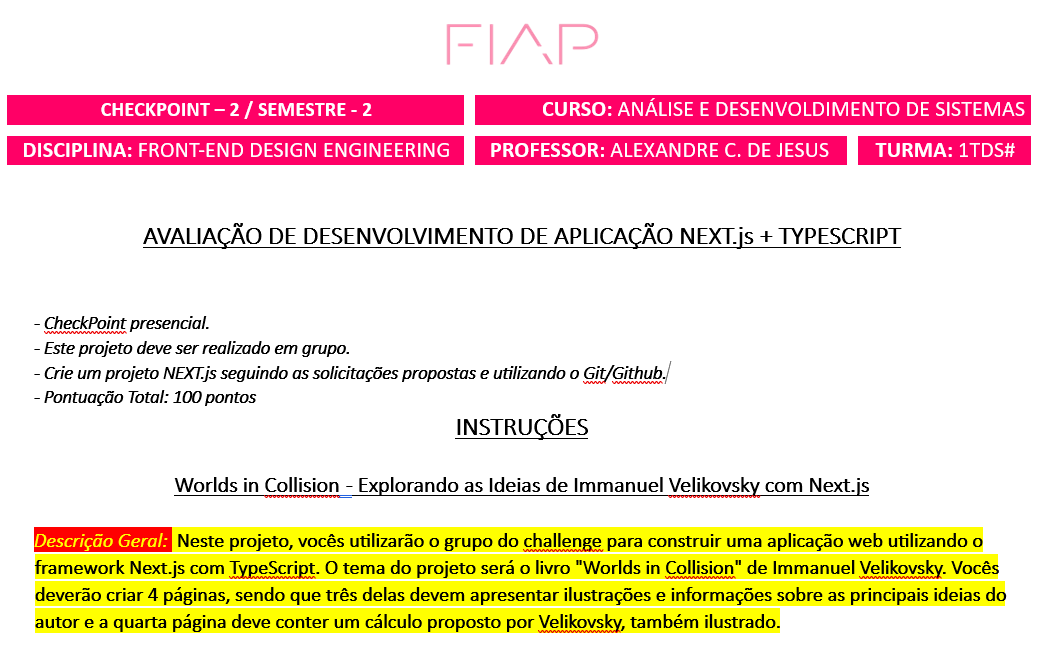 FIAP
CHECKPOINT – 2 / SEMESTRE - 2
CURSO: ANÁLISE E DESENVOLDIMENTO DE SISTEMAS
DISCIPLINA: FRONT-END DESIGN ENGINEERING
PROFESSOR: ALEXANDRE C. DE JESUS
TURMA: 1TDS#
AVALIAÇÃO DE DESENVOLVIMENTO DE APLICAÇÃO NEXT.js + TYPESCRIPT
- CheckPoint presencial.
- Este projeto deve ser realizado em grupo.
- Crie um projeto NEXT.js seguindo as solicitações propostas e utilizando o Git/Github.
- Pontuação Total: 100 pontos
INSTRUÇÕES
Worlds in Collision - Explorando as Ideias de Immanuel Velikovsky com Next.js
Descrição Geral: Neste projeto, vocês utilizarão o grupo do challenge para construir uma aplicação web utilizando o
framework Next.js com TypeScript. O tema do projeto será o livro "Worlds in Collision" de Immanuel Velikovsky. Vocês
deverão criar 4 páginas, sendo que três delas devem apresentar ilustrações e informações sobre as principais ideias do
autor e a quarta página deve conter um cálculo proposto por Velikovsky, também ilustrado.